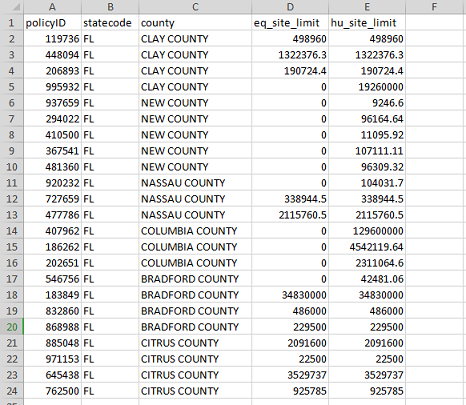 A B C D E F
1 policyID statecode county eq_site_limit hu_site_limit
2 119736 FL CLAY COUNTY 498960 498960
3 448094 FL CLAY COUNTY 1322376.3 1322376.3
4 206893 FL CLAY COUNTY 190724.4 190724.4
5 995932 FL CLAY COUNTY 0 19260000
6 937659 FL NEW COUNTY 0 9246.6
7 294022 FL NEW COUNTY 0 96164.64
8 410500 FL NEW COUNTY 0 11095.92
9 367541 FL NEW COUNTY 0 107111.11
10 481360 FL NEW COUNTY 0 96309.32
11 920232 FL NASSAU COUNTY 0 104031.7
12 727659 FL NASSAU COUNTY 338944.5 338944.5
13 477786 FL NASSAU COUNTY 2115760.5 2115760.5
14 407962 FL COLUMBIA COUNTY 0 129600000
15 186262 FL COLUMBIA COUNTY 0 4542119.64
16 202651 FL COLUMBIA COUNTY 0 2311064.6
17 546756 FL BRADFORD COUNTY 0 42481.06
18 183849 FL BRADFORD COUNTY 34830000 34830000
19 832860 FL BRADFORD COUNTY 486000 486000
20 868988 FL BRADFORD COUNTY 229500 229500
21 885048 FL CITRUS COUNTY 2091600 2091600
22 971153 FL CITRUS COUNTY 22500 22500
23 645438 FL CITRUS COUNTY 3529737 3529737
24 762500 FL CITRUS COUNTY 925785 925785